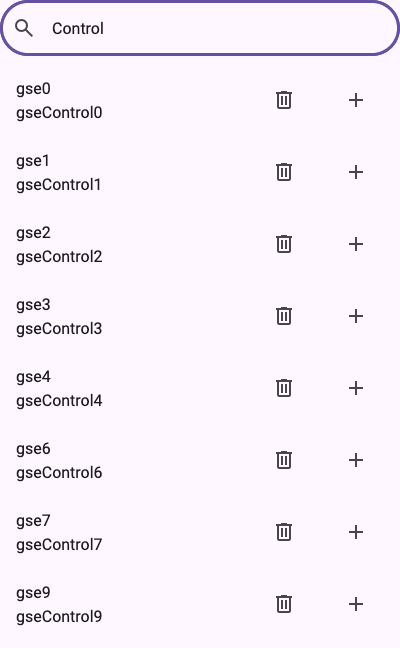 Control
gse0
gseControl0
gse1
gseControl1
gse2
gseControl2
gse3
gseControl3
gse4
gseControl4
gse6
gseControl6
gse7
gseControl7
gse9
gseControl9